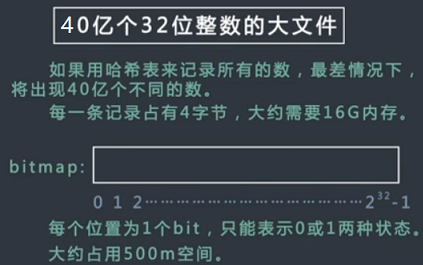 40亿个32位整数的大文件
如果用哈希表来记录所有的数，最差情况下，
将出现40亿个不同的数。
每一条记录占有4字节，大约需要16G内存。
bitmap:
0 1 2⋯⋯⋯⋯⋯⋯⋯⋯⋯⋯⋯⋯2³²-1
每个位置为1个bit，只能表示0或1两种状态。
大约占用500m空间。